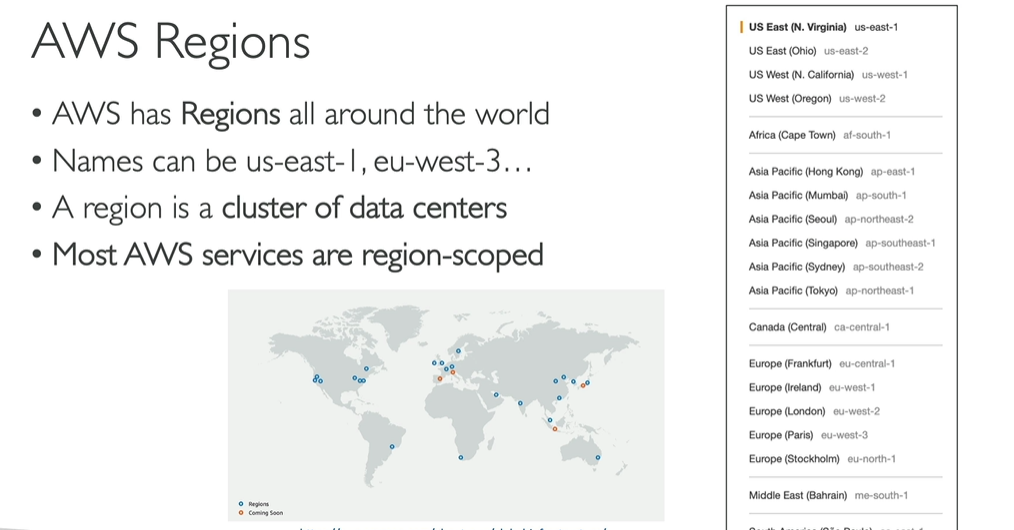 AWS Regions
• AWS has Regions all around the world
• Names can be us-east-1, eu-west-3…
• A region is a cluster of data centers
• Most AWS services are region-scoped
Regions
Coming Soon
US East (N. Virginia) us-east-1
US East (Ohio) us-east-2
US West (N. California) us-west-1
US West (Oregon) us-west-2
Africa (Cape Town) af-south-1
Asia Pacific (Hong Kong) ap-east-1
Asia Pacific (Mumbai) ap-south-1
Asia Pacific (Seoul) ap-northeast-2
Asia Pacific (Singapore) ap-southeast-1
Asia Pacific (Sydney) ap-southeast-2
Asia Pacific (Tokyo) ap-northeast-1
Canada (Central) ca-central-1
Europe (Frankfurt) eu-central-1
Europe (Ireland) eu-west-1
Europe (London) eu-west-2
Europe (Paris) eu-west-3
Europe (Stockholm) eu-north-1
Middle East (Bahrain) me-south-1